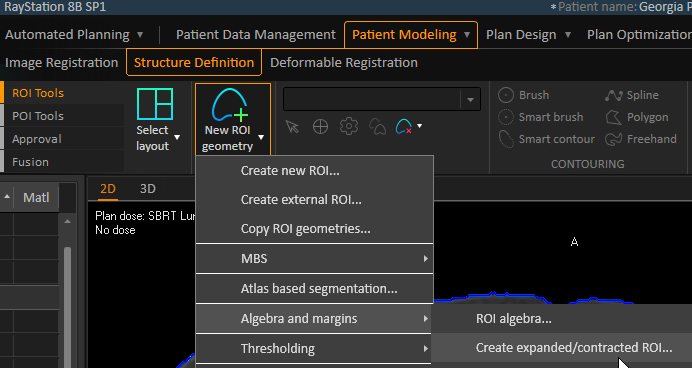 RayStation 8B SP1
*Patient name: Georgia P
Automated Planning Patient Data Management Patient Modeling Plan Design Plan Optimizatio
Image Registration Structure Definition Deformable Registration
ROI Tools
POI Tools
Approval
Fusion
Select
layout
New ROI
geometry
Brush
Smart brush
Smart contour
Spline
Polygon
Freehand
CONTOURING
Matl
2D 3D
Plan dose: SBRT Lu
No dose
A
Create new ROI...
Create external ROI...
Copy ROI geometries...
MBS
Atlas based segmentation...
Algebra and margins
Thresholding
ROI algebra...
Create expanded/contracted ROI...